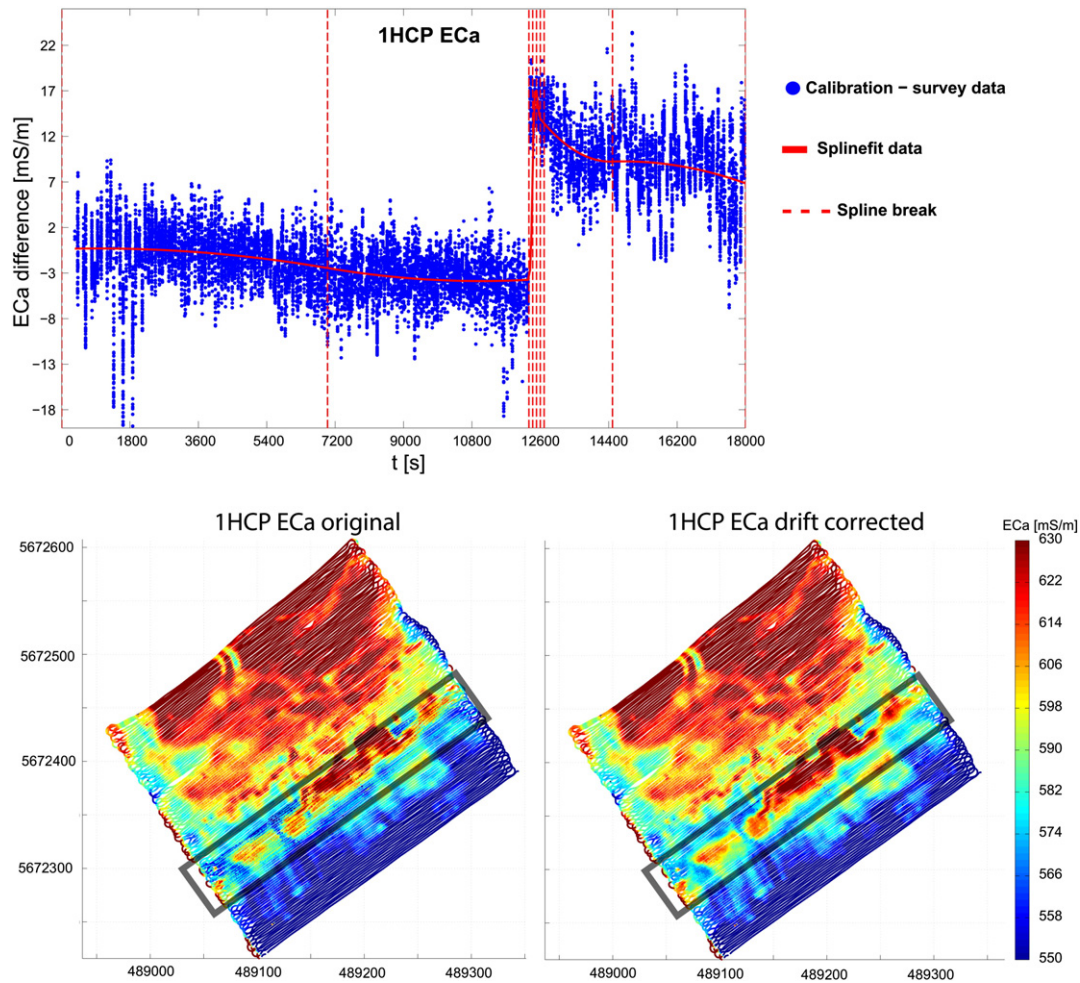 1HCP ECa
ECa difference [mS/m]
22
17
12
7
2
−3
−8
−13
−18
0 1800 3600 5400 7200 9000 10800 12600 14400 16200 18000
t [s]
Calibration − survey data
Splinefit data
Spline break
1HCP ECa original
5672600
5672500
5672400
5672300
489000 489100 489200 489300
1HCP ECa drift corrected
489000 489100 489200 489300
ECa [mS/m]
630
622
614
606
598
590
582
574
566
558
550